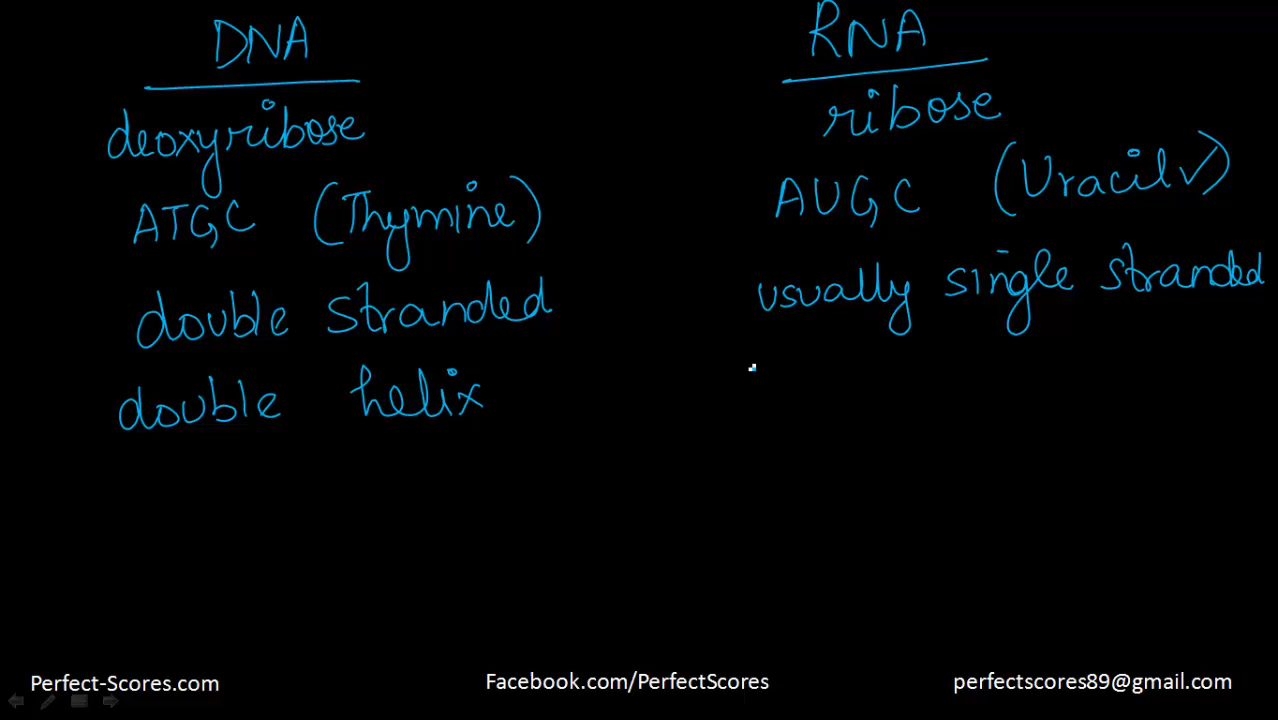 DNA
deoxyribose
ATGC (Thymine)
double stranded
double helix
RNA
ribose
AUGC (Uracil ✓)
usually single stranded
Perfect-Scores.com
Facebook.com/PerfectScores
perfectscores89@gmail.com